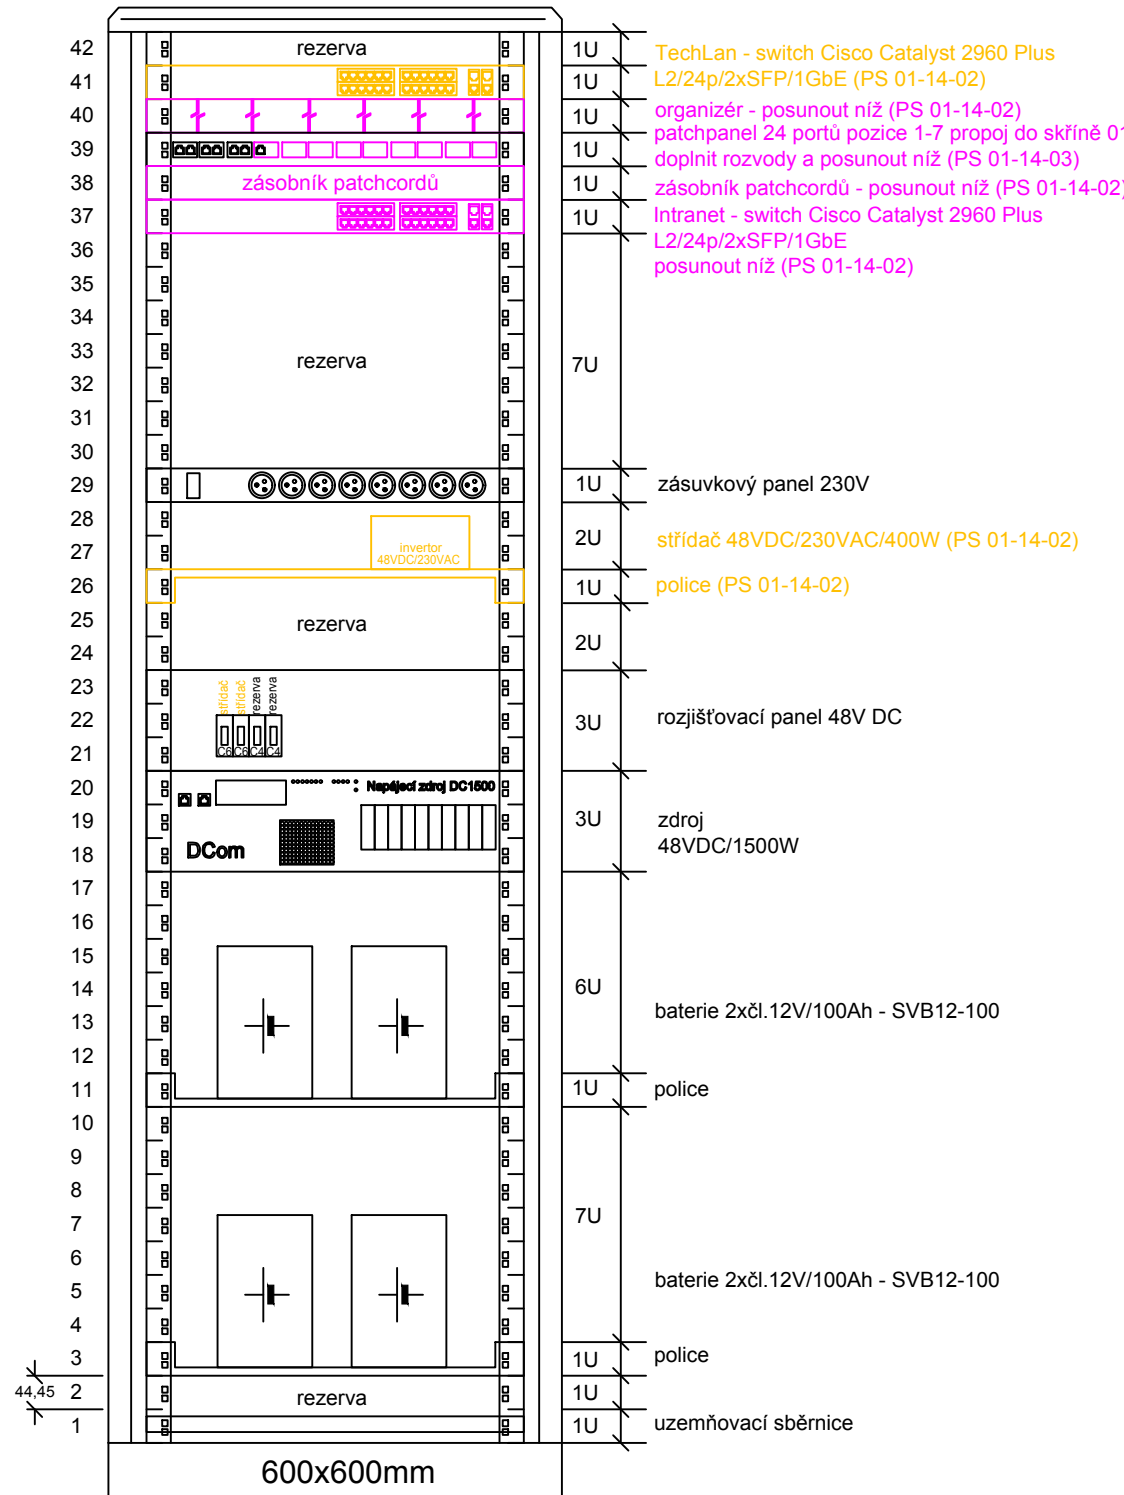 42 rezerva 1U TechLan - switch Cisco Catalyst 2960 Plus
41 1U L2/24p/2xSFP/1GbE (PS 01-14-02)
40 1U organizér - posunout níž (PS 01-14-02)
patchpanel 24 portů pozice 1-7 propoj do skříně 01
39 1U doplnit rozvody a posunout níž (PS 01-14-03)
38 zásobník patchcordů 1U zásobník patchcordů - posunout níž (PS 01-14-02)
37 1U Intranet - switch Cisco Catalyst 2960 Plus
L2/24p/2xSFP/1GbE
36 posunout níž (PS 01-14-02)
35
34
33 rezerva 7U
32
31
30
29 1U zásuvkový panel 230V
28
27 invertor 2U střídač 48VDC/230VAC/400W (PS 01-14-02)
48VDC/230VAC
26 1U police (PS 01-14-02)
25 rezerva
24 2U
23 střídač střídač rezerva rezerva
22 3U rozjišťovací panel 48V DC
21 C6 C6 C4 C4
20 Napájecí zdroj DC1500
19 3U zdroj
18 DCom 48VDC/1500W
17
16
15
14 6U
13 baterie 2xčl.12V/100Ah - SVB12-100
12
11 1U police
10
9
8
7 7U
6
5 baterie 2xčl.12V/100Ah - SVB12-100
4
3 1U police
44,45 2 rezerva 1U
1 1U uzemňovací sběrnice
600x600mm